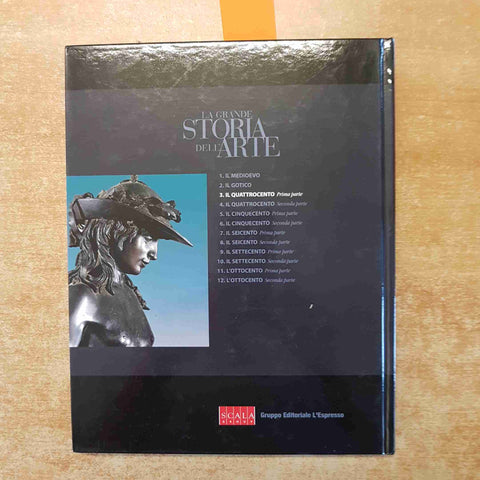 LA GRANDE
STORIA
DELL'ARTE
1. IL MEDIOEVO
2. IL GOTICO
3. IL QUATTROCENTO Prima parte
4. IL QUATTROCENTO Seconda parte
5. IL CINQUECENTO Prima parte
6. IL CINQUECENTO Seconda parte
7. IL SEICENTO Prima parte
8. IL SEICENTO Seconda parte
9. IL SETTECENTO Prima parte
10. IL SETTECENTO Seconda parte
11. L'OTTOCENTO Prima parte
12. L'OTTOCENTO Seconda parte
SCALA Gruppo Editoriale L'Espresso